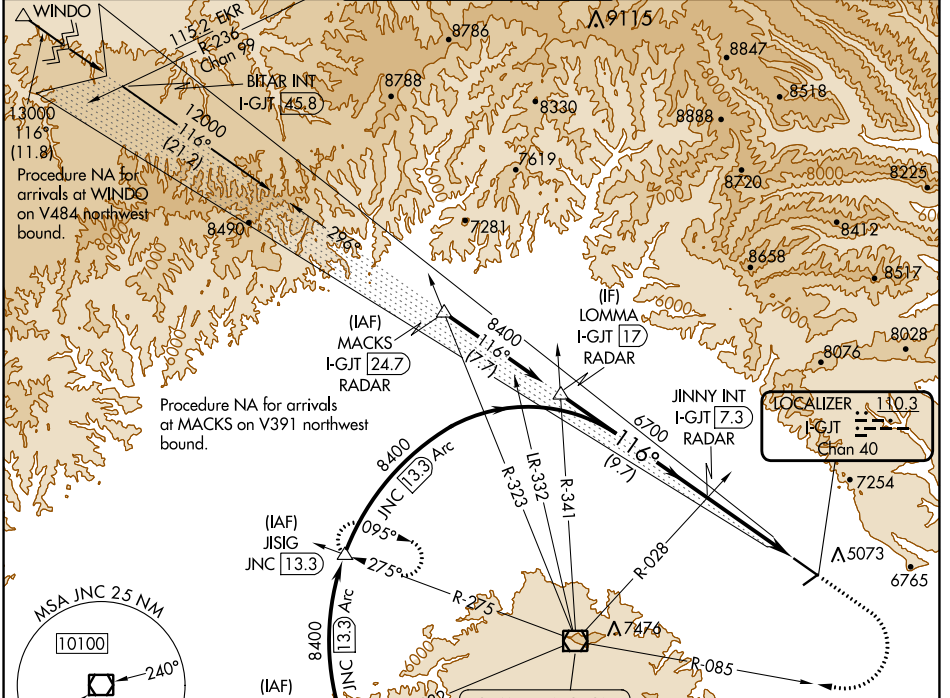 WINDO
115.2 EKR
R-236
Chan 99
8786
9115
8847
8788
BITAR INT
I-GJT 45.8
8330
8518
8888
13000
116°
(11.8)
12000
116°
(21.2)
7619
8720
8000
8225
Procedure NA for
arrivals at WINDO
on V484 northwest
bound.
8490
296°
7281
8412
8658
8517
6000
6000
6000
6000
(IAF)
MACKS
I-GJT 24.7
RADAR
8400
116°
(7.7)
(IF)
LOMMA
I-GJT 17
RADAR
8028
8076
Procedure NA for arrivals
at MACKS on V391 northwest
bound.
JINNY INT
I-GJT 7.3
RADAR
LOCALIZER 110.3
I-GJT
Chan 40
6700
116°
(9.7)
8400
JNC 13.3 Arc
R-323
LR-332
R-341
R-028
7254
(IAF)
JISIG
JNC 13.3
095°
275°
5073
6765
R-275
MSA JNC 25 NM
10100
240°
8400
JNC 13.3 Arc
7476
R-085
6000
(IAF)